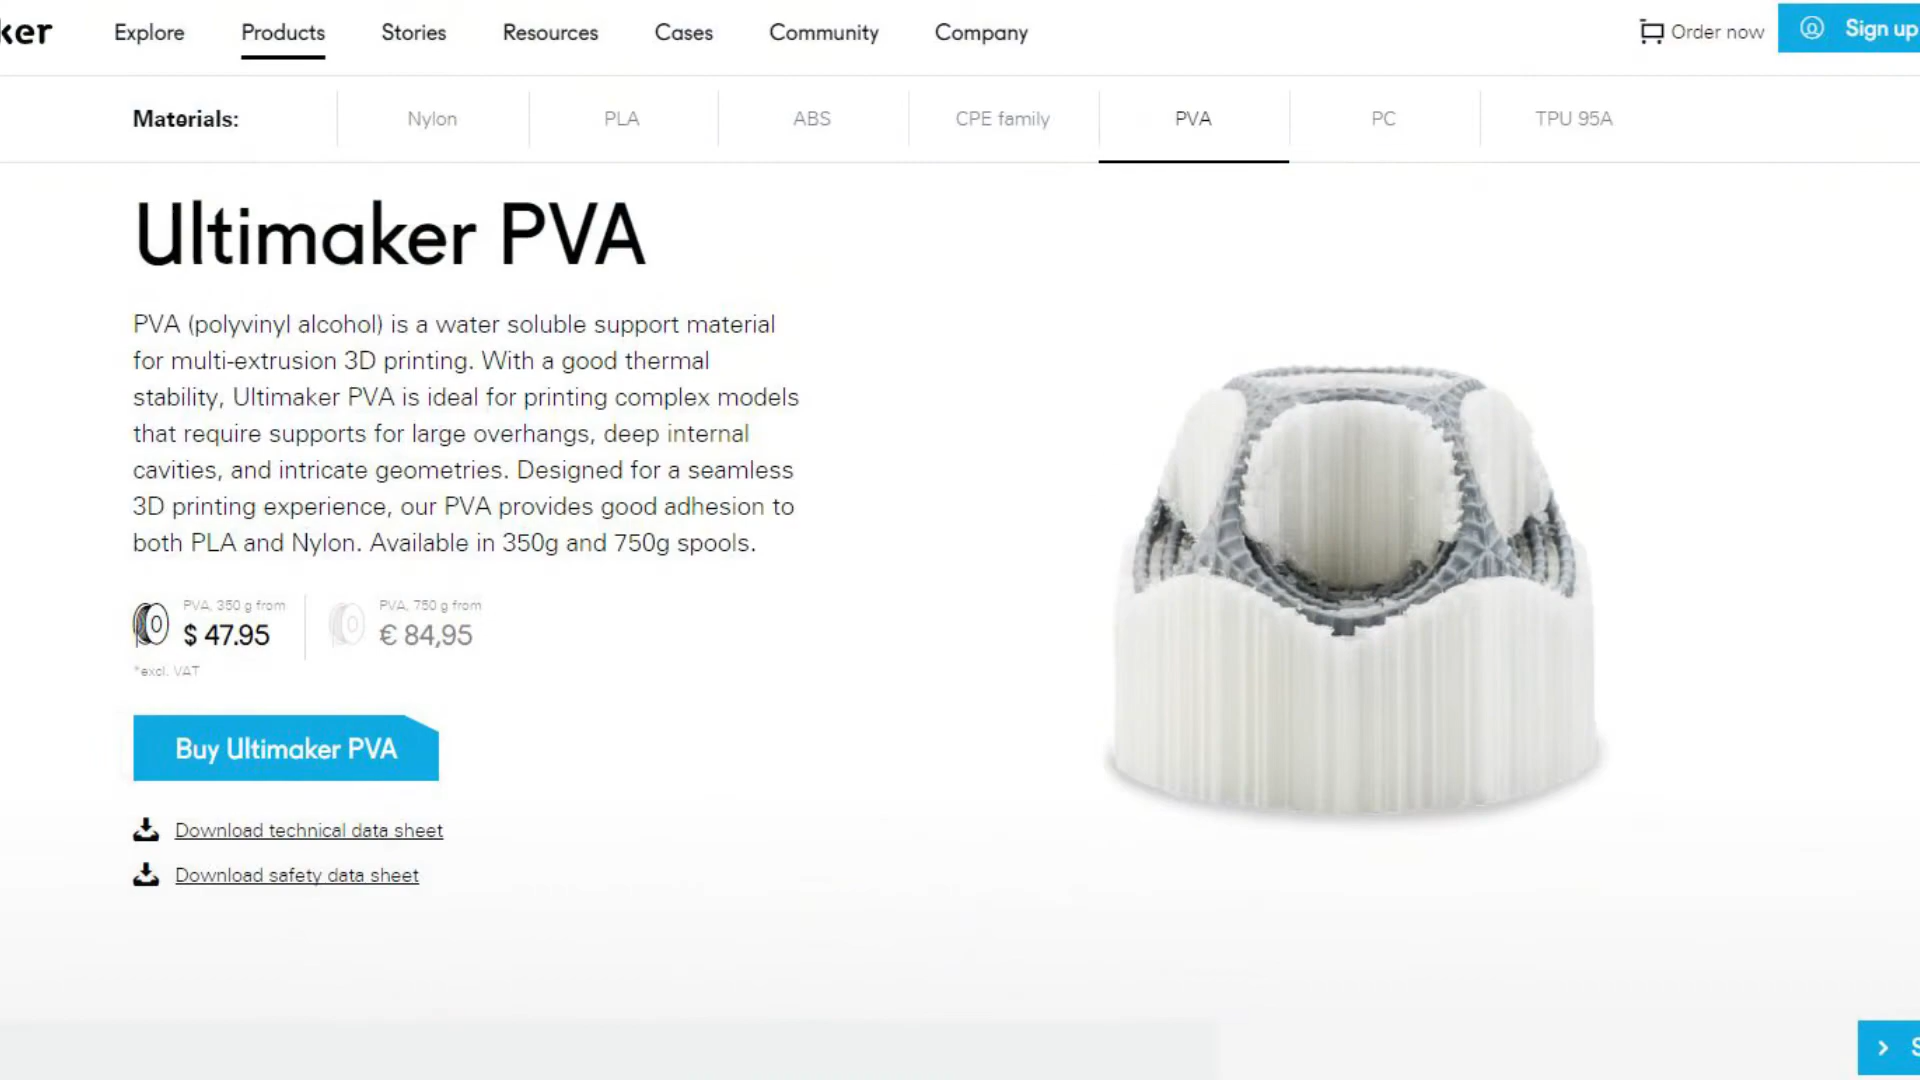 ker
Explore
Products
Stories
Resources
Cases
Community
Company
Order now
Sign up
Materials:
Nylon
PLA
ABS
CPE family
PVA
PC
TPU 95A
Ultimaker PVA
PVA (polyvinyl alcohol) is a water soluble support material
for multi-extrusion 3D printing. With a good thermal
stability, Ultimaker PVA is ideal for printing complex models
that require supports for large overhangs, deep internal
cavities, and intricate geometries. Designed for a seamless
3D printing experience, our PVA provides good adhesion to
both PLA and Nylon. Available in 350g and 750g spools.
PVA, 350 g from
$ 47.95
PVA, 750 g from
€ 84,95
*excl. VAT
Buy Ultimaker PVA
Download technical data sheet
Download safety data sheet